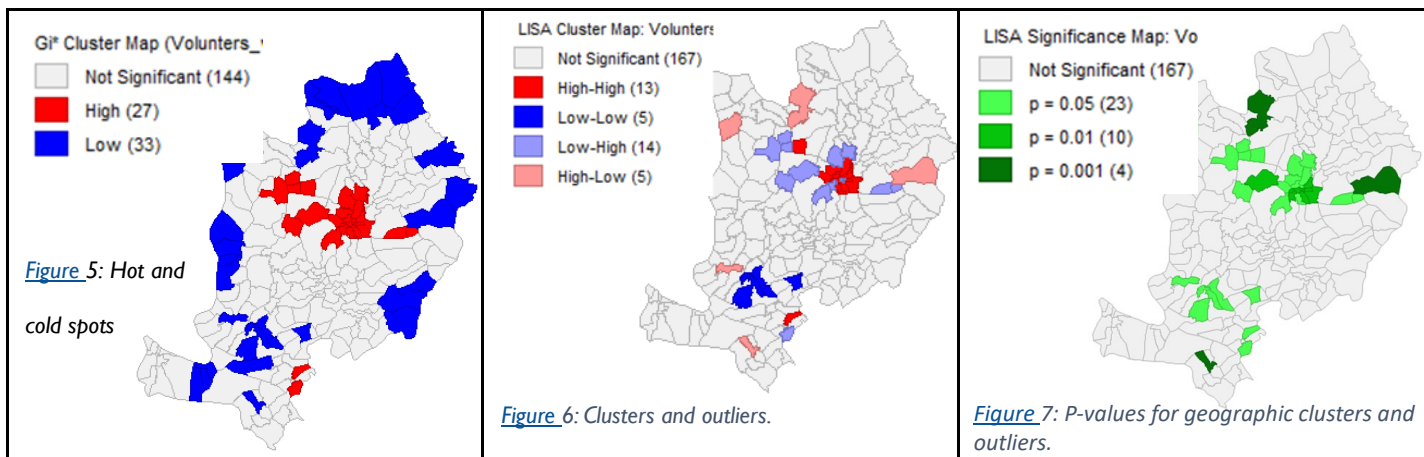 Gi* Cluster Map (Volunters_
Not Significant (144)
High (27)
Low (33)
Figure 5: Hot and
cold spots
LISA Cluster Map: Volunters
Not Significant (167)
High-High (13)
Low-Low (5)
Low-High (14)
High-Low (5)
Figure 6: Clusters and outliers.
LISA Significance Map: Vo
Not Significant (167)
p = 0.05 (23)
p = 0.01 (10)
p = 0.001 (4)
Figure 7: P-values for geographic clusters and
outliers.